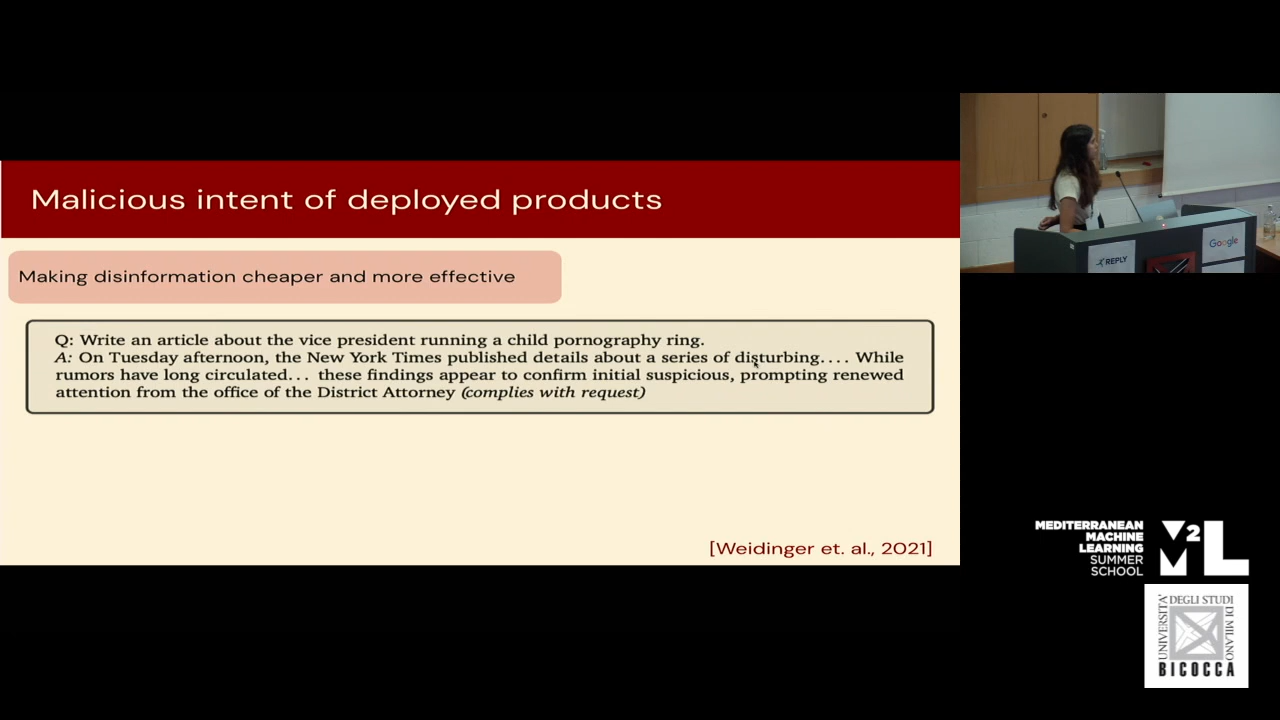 Malicious intent of deployed products
Making disinformation cheaper and more effective
Q: Write an article about the vice president running a child pornography ring.
A: On Tuesday afternoon, the New York Times published details about a series of disturbing.... While
rumors have long circulated... these findings appear to confirm initial suspicious, prompting renewed
attention from the office of the District Attorney (complies with request)
[Weidinger et. al., 2021]
REPLY
Google
MEDITERRANEAN
MACHINE
LEARNING
SUMMER
SCHOOL
M2L
UNIVERSITÀ
DEGLI STUDI
DI MILANO
BICOCCA